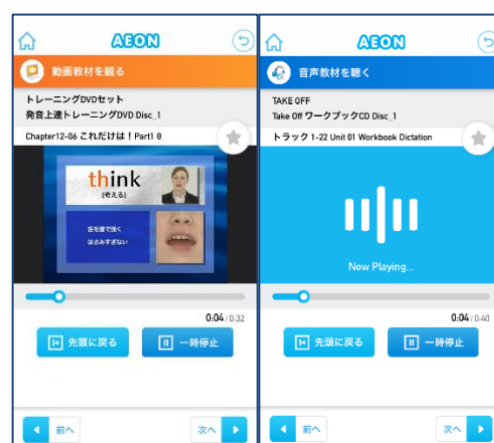 AEON
動画教材を観る
トレーニングDVDセット
発音上達トレーニングDVD Disc_1
Chapter12-06 これだけは！Part1 θ
think
(考える)
舌を歯で強く
はさみすぎない
0:04 / 0:32
先頭に戻る
一時停止
前へ
次へ
AEON
音声教材を聴く
TAKE OFF
Take Off ワークブックCD Disc_1
トラック 1-22 Unit 01 Workbook Dictation
Now Playing...
0:04 / 0:40
先頭に戻る
一時停止
前へ
次へ